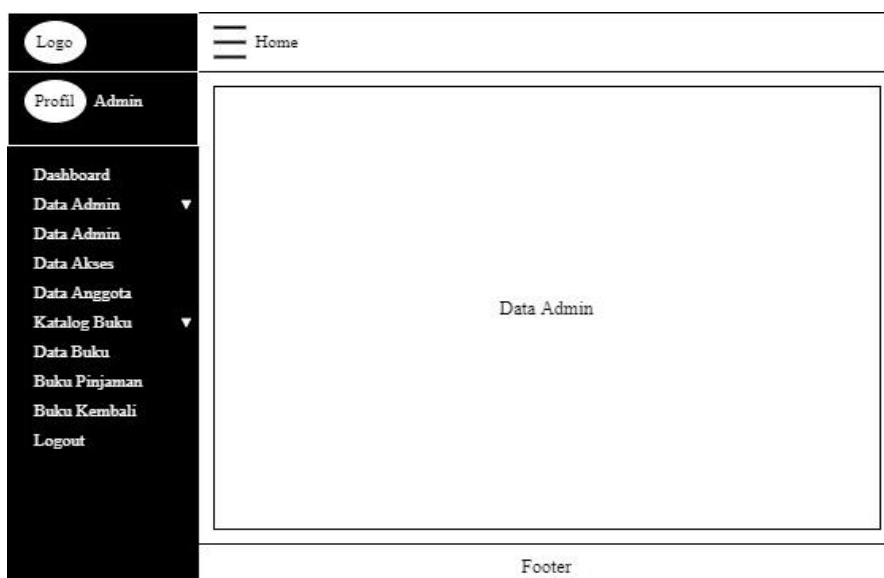 Logo
Home
Profil Admin
Dashboard
Data Admin ▼
Data Admin
Data Akses
Data Anggota
Katalog Buku ▼
Data Buku
Buku Pinjaman
Buku Kembali
Logout
Data Admin
Footer